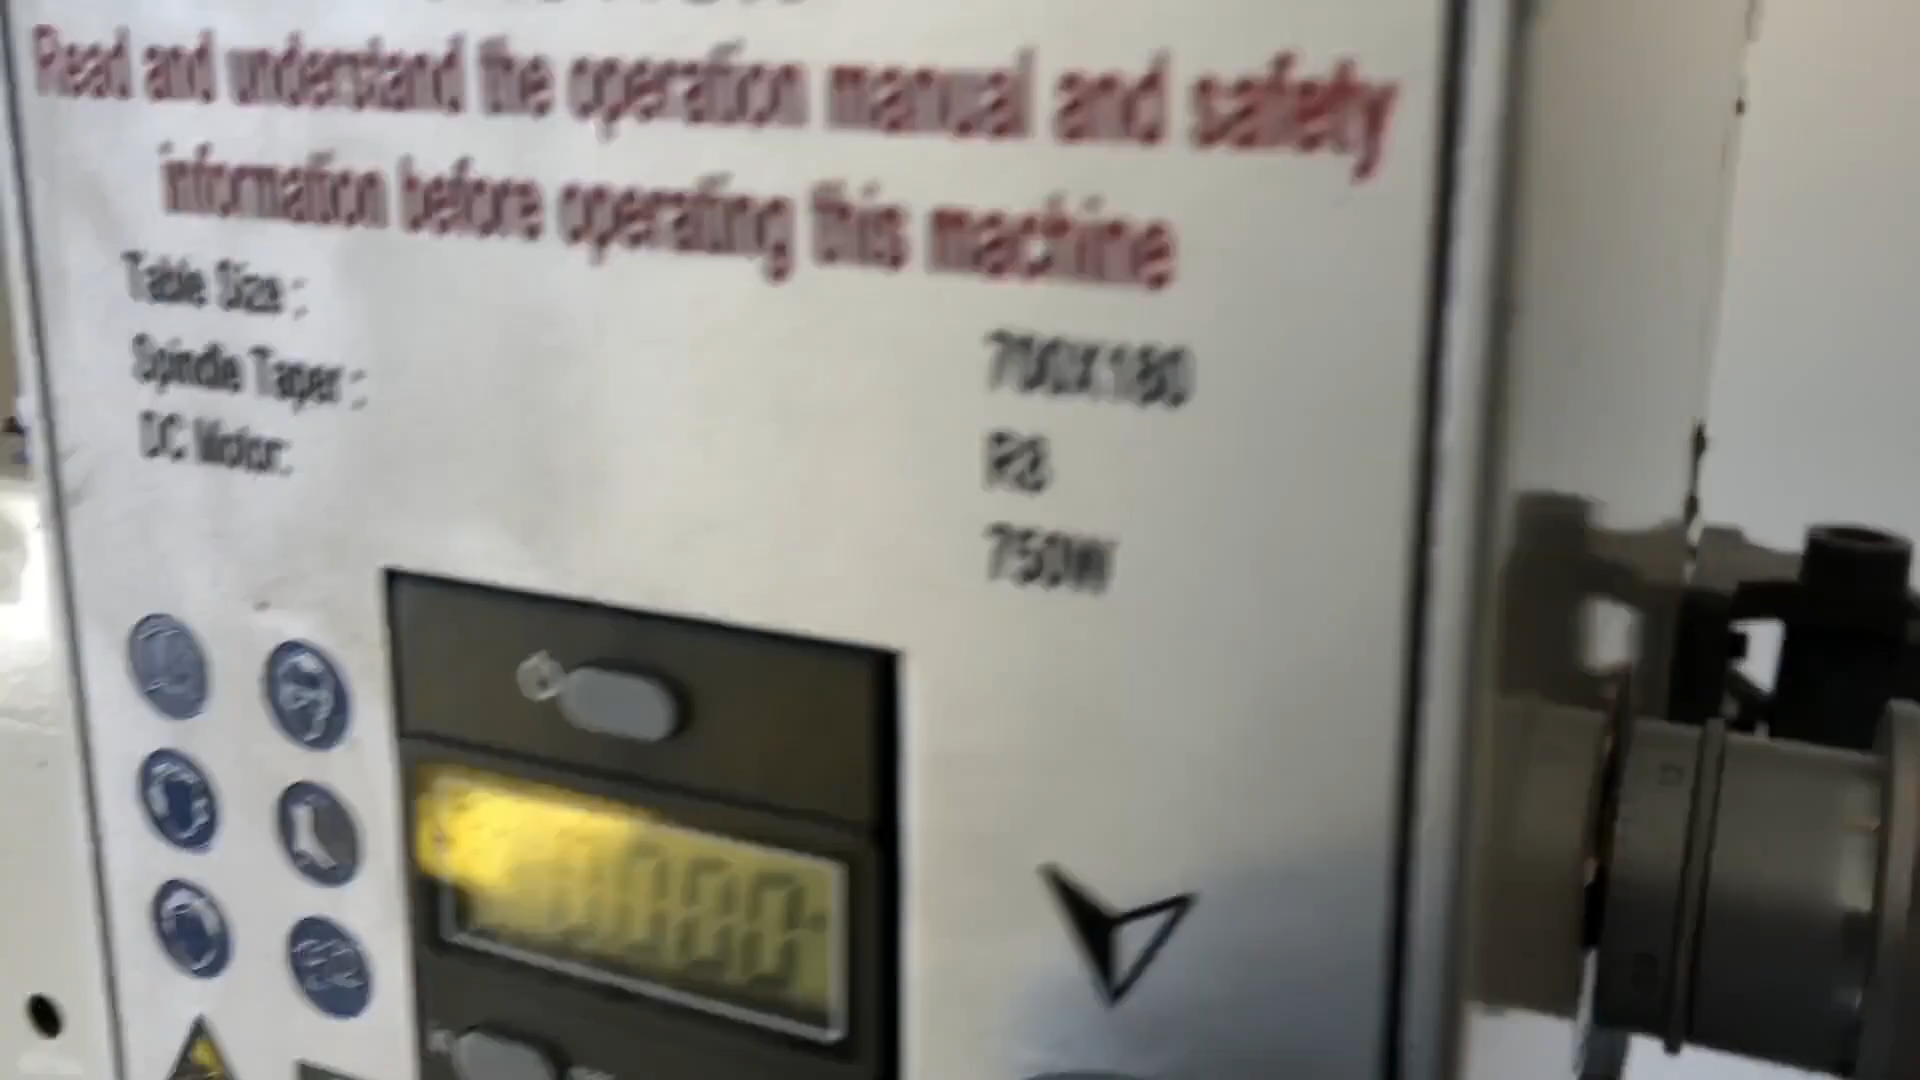 Read and understand the operation manual and safety
information before operating this machine
Table Size :
700X180
Spindle Taper :
R8
DC Motor:
750W